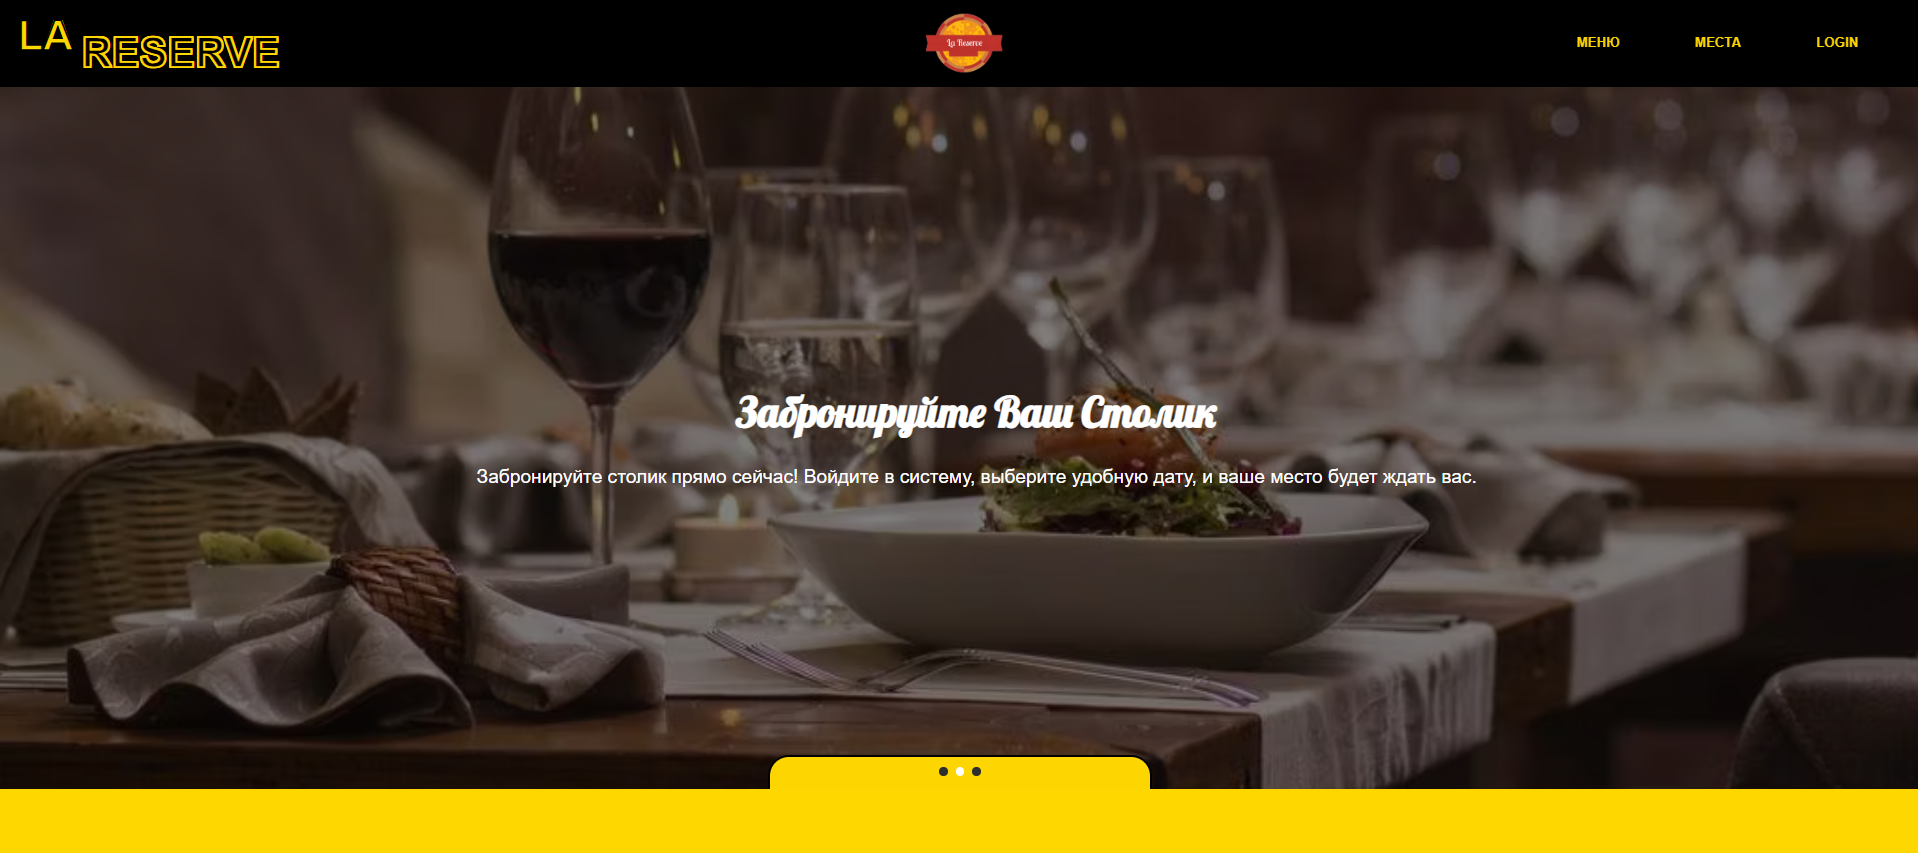 LA RESERVE
La Reserve
МЕНЮ
МЕСТА
LOGIN
Забронируйте Ваш Столик
Забронируйте столик прямо сейчас! Войдите в систему, выберите удобную дату, и ваше место будет ждать вас.